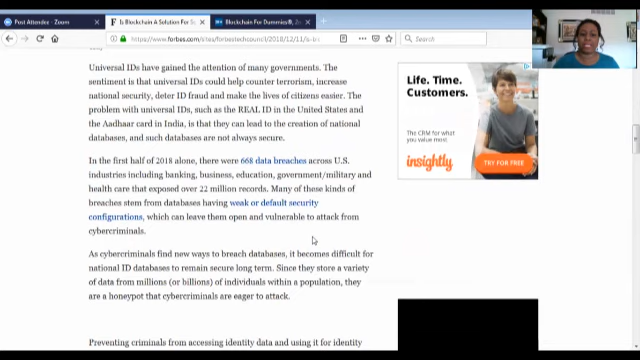 Post Attendee - Zoom
Is Blockchain A Solution For S
Blockchain For Dummies®, 2
https://www.forbes.com/sites/forbestechcouncil/2018/12/11/is-b
Search
Universal IDs have gained the attention of many governments. The
sentiment is that universal IDs could help counter terrorism, increase
national security, deter ID fraud and make the lives of citizens easier. The
problem with universal IDs, such as the REAL ID in the United States and
the Aadhaar card in India, is that they can lead to the creation of national
databases, and such databases are not always secure.
Life. Time.
Customers.
The CRM for what
you value most.
insightly
TRY FOR FREE
In the first half of 2018 alone, there were 668 data breaches across U.S.
industries including banking, business, education, government/military and
health care that exposed over 22 million records. Many of these kinds of
breaches stem from databases having weak or default security
configurations, which can leave them open and vulnerable to attack from
cybercriminals.
As cybercriminals find new ways to breach databases, it becomes difficult for
national ID databases to remain secure long term. Since they store a variety
of data from millions (or billions) of individuals within a population, they
are a honeypot that cybercriminals are eager to attack.
Preventing criminals from accessing identity data and using it for identity